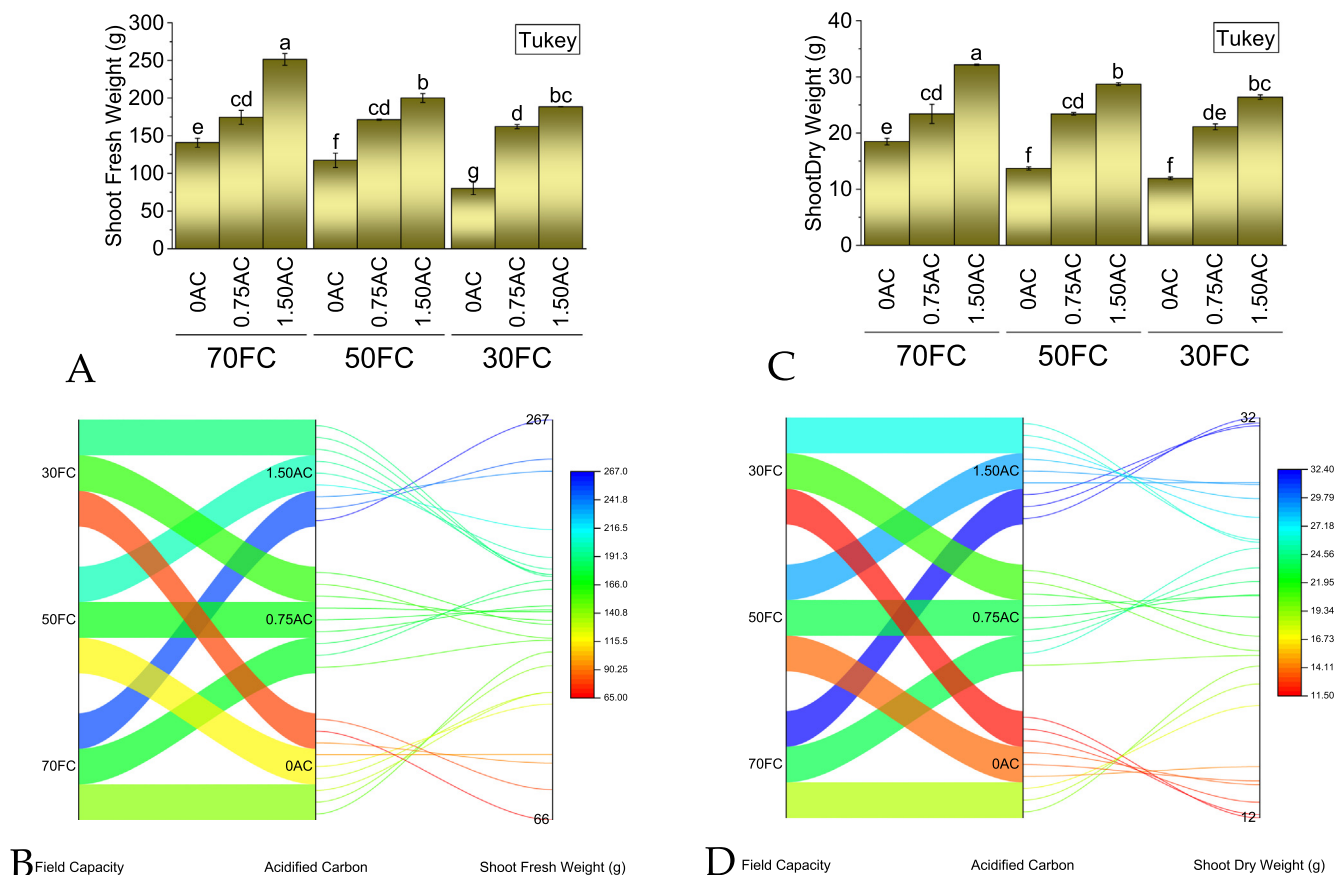 Shoot Fresh Weight (g)
300
250
200
150
100
50
0
Tukey
e
cd
a
f
cd
b
g
d
bc
0AC
0.75AC
1.50AC
0AC
0.75AC
1.50AC
0AC
0.75AC
1.50AC
70FC
50FC
30FC
A
ShootDry Weight (g)
40
30
20
10
0
Tukey
e
cd
a
f
cd
b
f
de
bc
0AC
0.75AC
1.50AC
0AC
0.75AC
1.50AC
0AC
0.75AC
1.50AC
70FC
50FC
30FC
C
30FC
50FC
70FC
1.50AC
0.75AC
0AC
267
66
267.0
241.8
216.5
191.3
166.0
140.8
115.5
90.25
65.00
B
Field Capacity
Acidified Carbon
Shoot Fresh Weight (g)
30FC
50FC
70FC
1.50AC
0.75AC
0AC
32
12
32.40
29.79
27.18
24.56
21.95
19.34
16.73
14.11
11.50
D
Field Capacity
Acidified Carbon
Shoot Dry Weight (g)